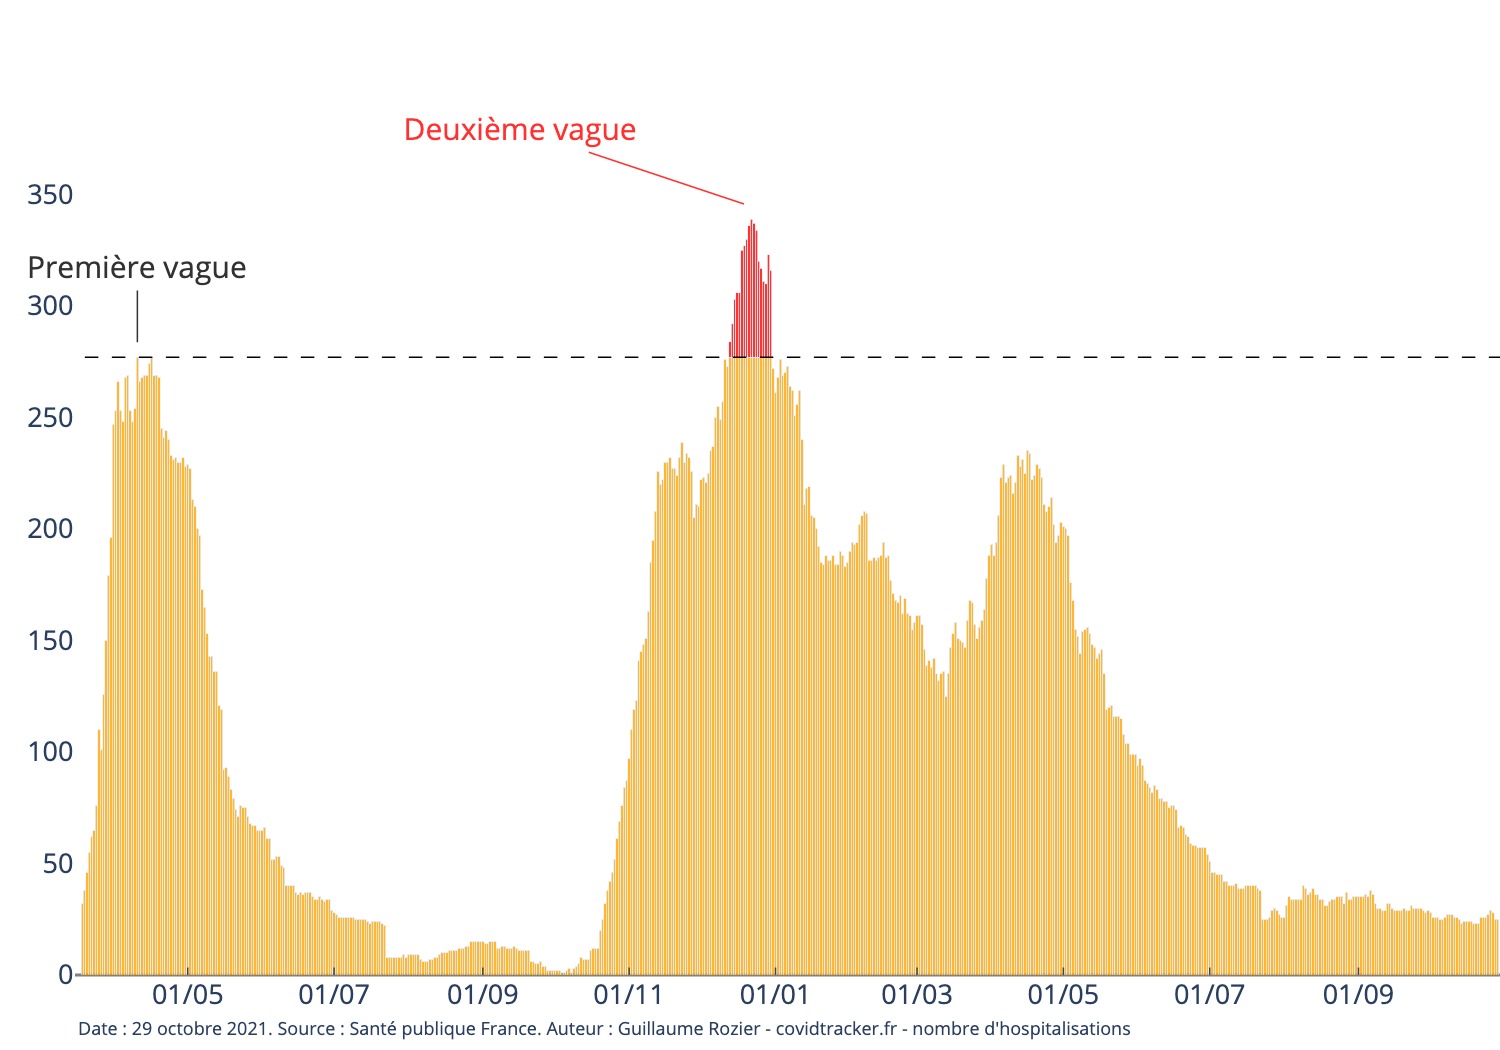 Deuxième vague
350
Première vague
300
250
200
150
100
50
0
01/05 01/07 01/09 01/11 01/01 01/03 01/05 01/07 01/09
Date : 29 octobre 2021. Source : Santé publique France. Auteur : Guillaume Rozier - covidtracker.fr - nombre d'hospitalisations